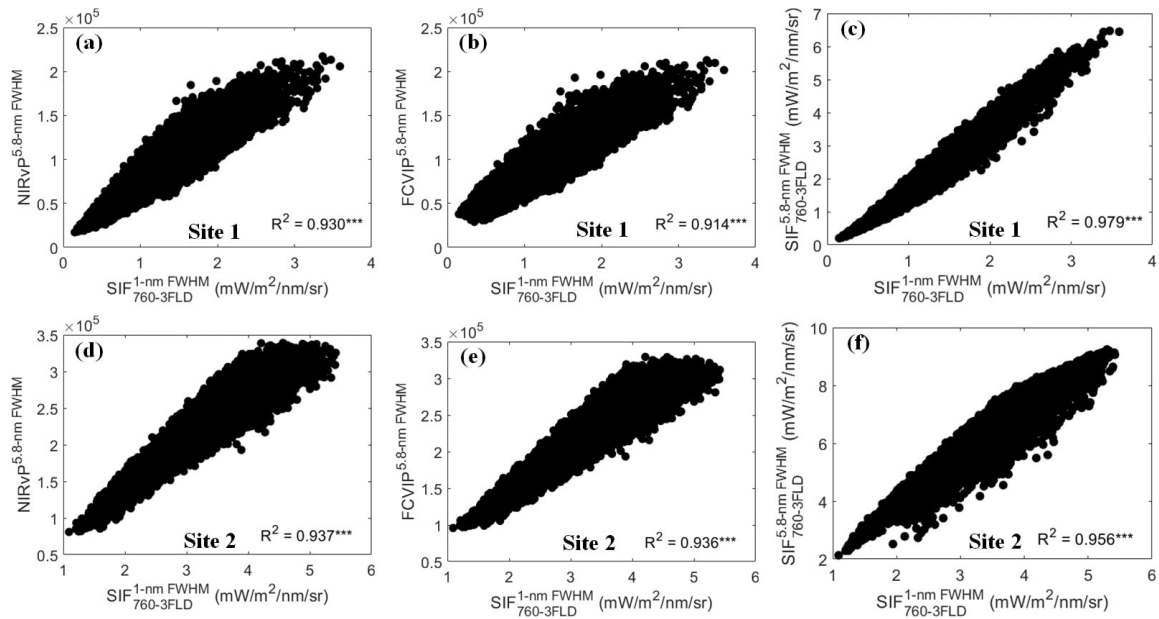 (a)
×10⁵
2.5
2
1.5
1
0.5
0
0 1 2 3 4
NIRvP^5.8-nm FWHM
R² = 0.930***
Site 1
SIF^1-nm FWHM_760-3FLD (mW/m²/nm/sr)
(b)
×10⁵
2.5
2
1.5
1
0.5
0
0 1 2 3 4
FCVIP^5.8-nm FWHM
R² = 0.914***
Site 1
SIF^1-nm FWHM_760-3FLD (mW/m²/nm/sr)
(c)
7
6
5
4
3
2
1
0
0 1 2 3 4
SIF^5.8-nm FWHM_760-3FLD (mW/m²/nm/sr)
R² = 0.979***
Site 1
SIF^1-nm FWHM_760-3FLD (mW/m²/nm/sr)
(d)
×10⁵
3.5
3
2.5
2
1.5
1
0.5
1 2 3 4 5 6
NIRvP^5.8-nm FWHM
R² = 0.937***
Site 2
SIF^1-nm FWHM_760-3FLD (mW/m²/nm/sr)
(e)
×10⁵
3.5
3
2.5
2
1.5
1
0.5
1 2 3 4 5 6
FCVIP^5.8-nm FWHM
R² = 0.936***
Site 2
SIF^1-nm FWHM_760-3FLD (mW/m²/nm/sr)
(f)
10
8
6
4
2
1 2 3 4 5 6
SIF^5.8-nm FWHM_760-3FLD (mW/m²/nm/sr)
R² = 0.956***
Site 2
SIF^1-nm FWHM_760-3FLD (mW/m²/nm/sr)